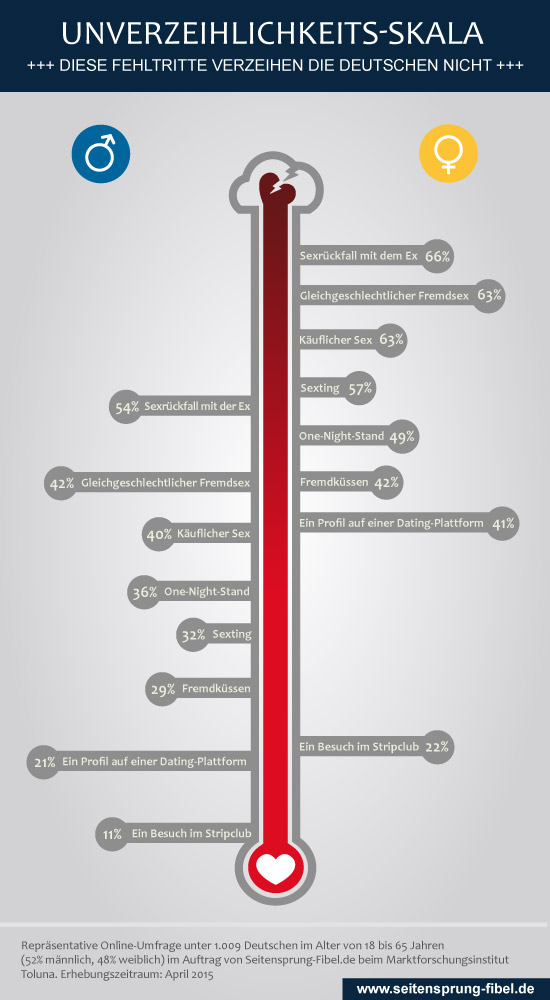 UNVERZEIHLICHKEITS-SKALA
+++ DIESE FEHLTRITTE VERZEIHEN DIE DEUTSCHEN NICHT +++
Sexrückfall mit dem Ex 66%
Gleichgeschlechtlicher Fremdsex 63%
Käuflicher Sex 63%
Sexting 57%
54% Sexrückfall mit der Ex
One-Night-Stand 49%
42% Gleichgeschlechtlicher Fremdsex
Fremdküssen 42%
Ein Profil auf einer Dating-Plattform 41%
40% Käuflicher Sex
36% One-Night-Stand
32% Sexting
29% Fremdküssen
Ein Besuch im Stripclub 22%
21% Ein Profil auf einer Dating-Plattform
11% Ein Besuch im Stripclub
Repräsentative Online-Umfrage unter 1.009 Deutschen im Alter von 18 bis 65 Jahren
(52% männlich, 48% weiblich) im Auftrag von Seitensprung-Fibel.de beim Marktforschungsinstitut
Toluna. Erhebungszeitraum: April 2015
www.seitensprung-fibel.de